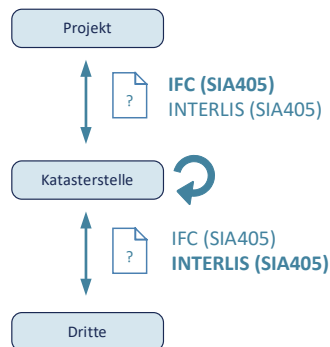 Projekt
?
IFC (SIA405)
INTERLIS (SIA405)
Katasterstelle
?
IFC (SIA405)
INTERLIS (SIA405)
Dritte